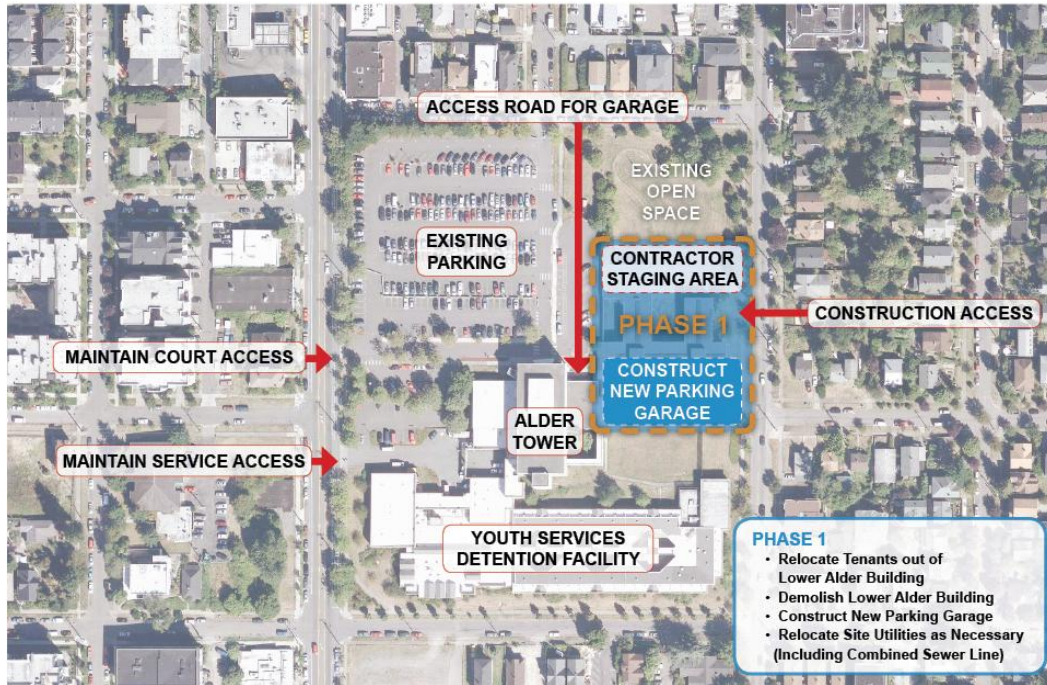 ACCESS ROAD FOR GARAGE
EXISTING
OPEN
SPACE
EXISTING
PARKING
CONTRACTOR
STAGING AREA
PHASE 1
CONSTRUCTION ACCESS
MAINTAIN COURT ACCESS
CONSTRUCT
NEW PARKING
GARAGE
ALDER
TOWER
MAINTAIN SERVICE ACCESS
YOUTH SERVICES
DETENTION FACILITY
PHASE 1
• Relocate Tenants out of
Lower Alder Building
• Demolish Lower Alder Building
• Construct New Parking Garage
• Relocate Site Utilities as Necessary
(Including Combined Sewer Line)